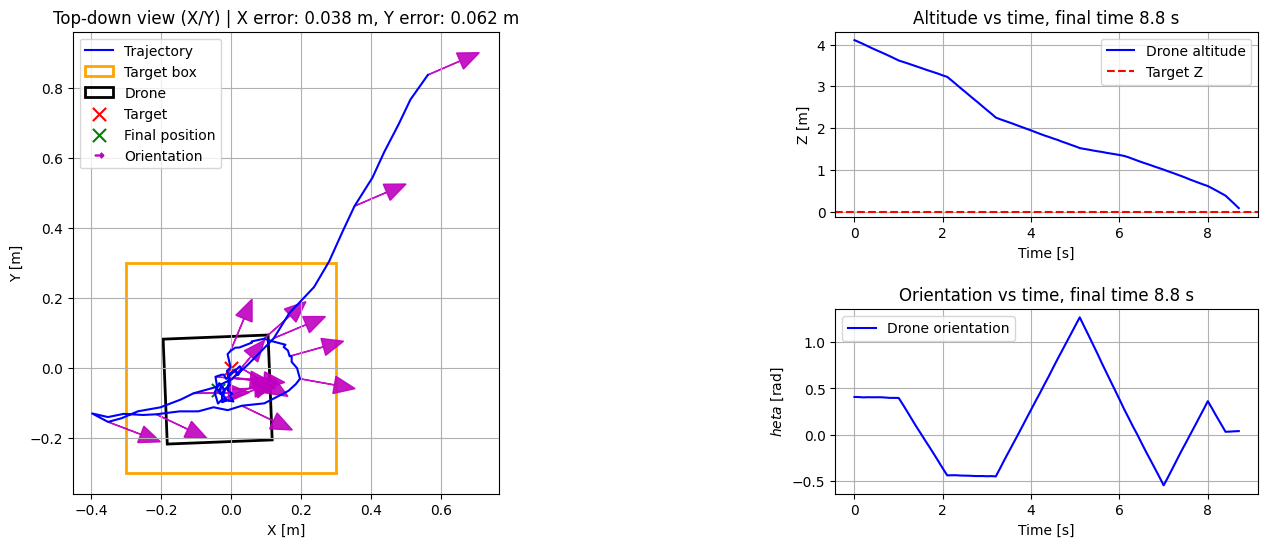 Top-down view (X/Y) | X error: 0.038 m, Y error: 0.062 m
Y [m]
0.8
0.6
0.4
0.2
0.0
−0.2
−0.4
−0.2
0.0
0.2
0.4
0.6
X [m]
Trajectory
Target box
Drone
Target
Final position
Orientation
Altitude vs time, final time 8.8 s
Z [m]
4
3
2
1
0
0
2
4
6
8
Time [s]
Drone altitude
Target Z
Orientation vs time, final time 8.8 s
heta [rad]
1.0
0.5
0.0
−0.5
0
2
4
6
8
Time [s]
Drone orientation